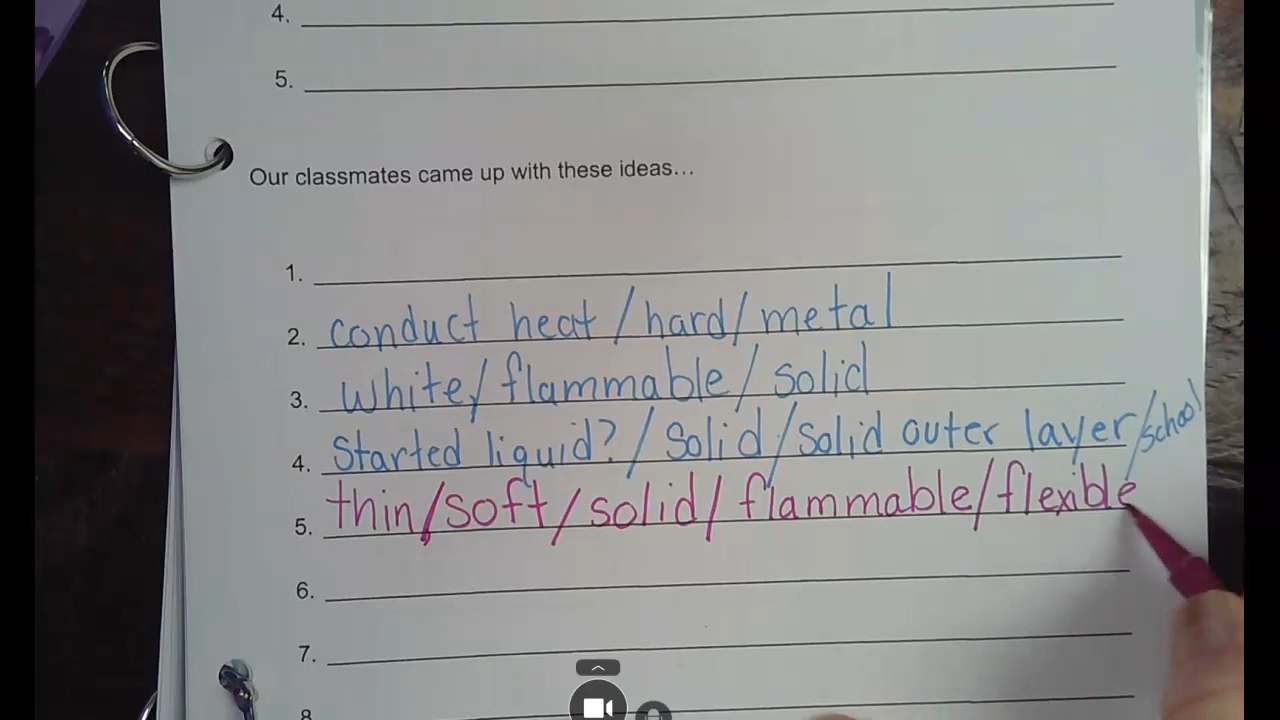 4.
5.
Our classmates came up with these ideas...
1.
2. conduct heat / hard / metal
3. white / flammable / solid
4. Started liquid? / Solid / Solid outer layer / school
5. thin / soft / solid / flammable / flexible
6.
7.
8